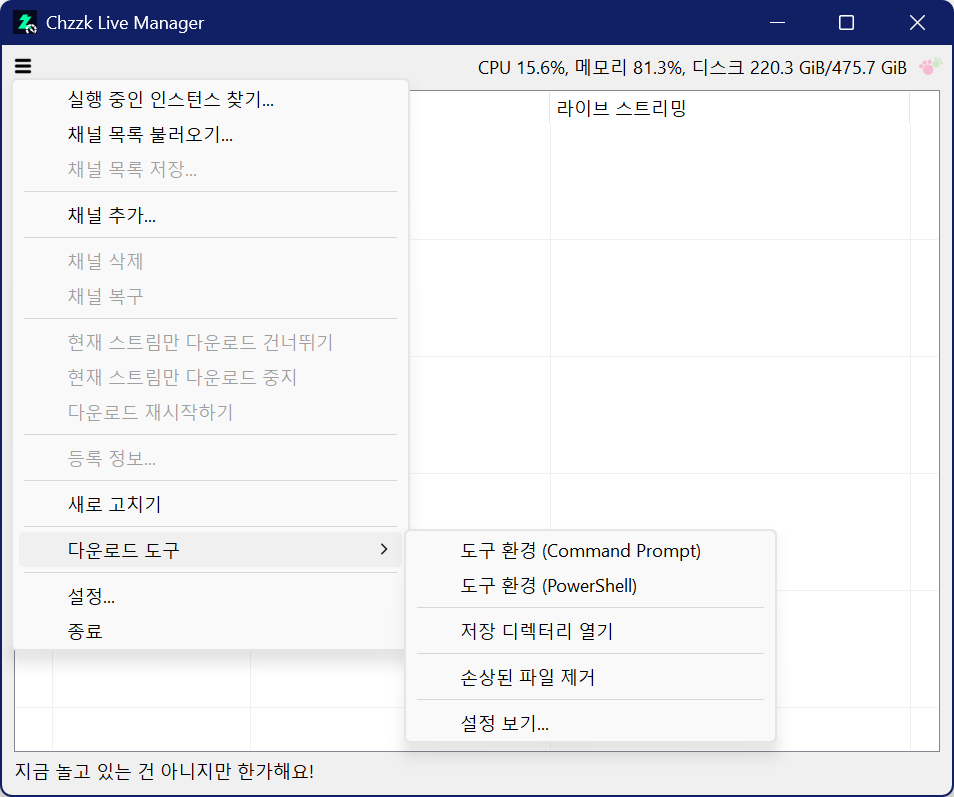 Chzzk Live Manager
CPU 15.6%, 메모리 81.3%, 디스크 220.3 GiB/475.7 GiB
라이브 스트리밍
실행 중인 인스턴스 찾기...
채널 목록 불러오기...
채널 목록 저장...
채널 추가...
채널 삭제
채널 복구
현재 스트림만 다운로드 건너뛰기
현재 스트림만 다운로드 중지
다운로드 재시작하기
등록 정보...
새로 고치기
다운로드 도구
설정...
종료
도구 환경 (Command Prompt)
도구 환경 (PowerShell)
저장 디렉터리 열기
손상된 파일 제거
설정 보기...
지금 놀고 있는 건 아니지만 한가해요!